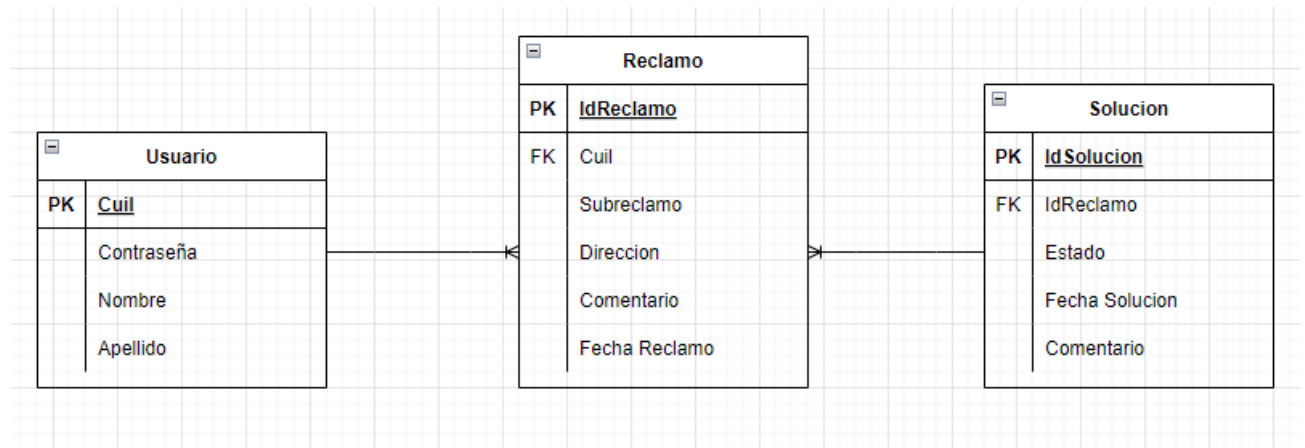 Usuario
PK Cuil
Contraseña
Nombre
Apellido
Reclamo
PK IdReclamo
FK Cuil
Subreclamo
Direccion
Comentario
Fecha Reclamo
Solucion
PK IdSolucion
FK IdReclamo
Estado
Fecha Solucion
Comentario